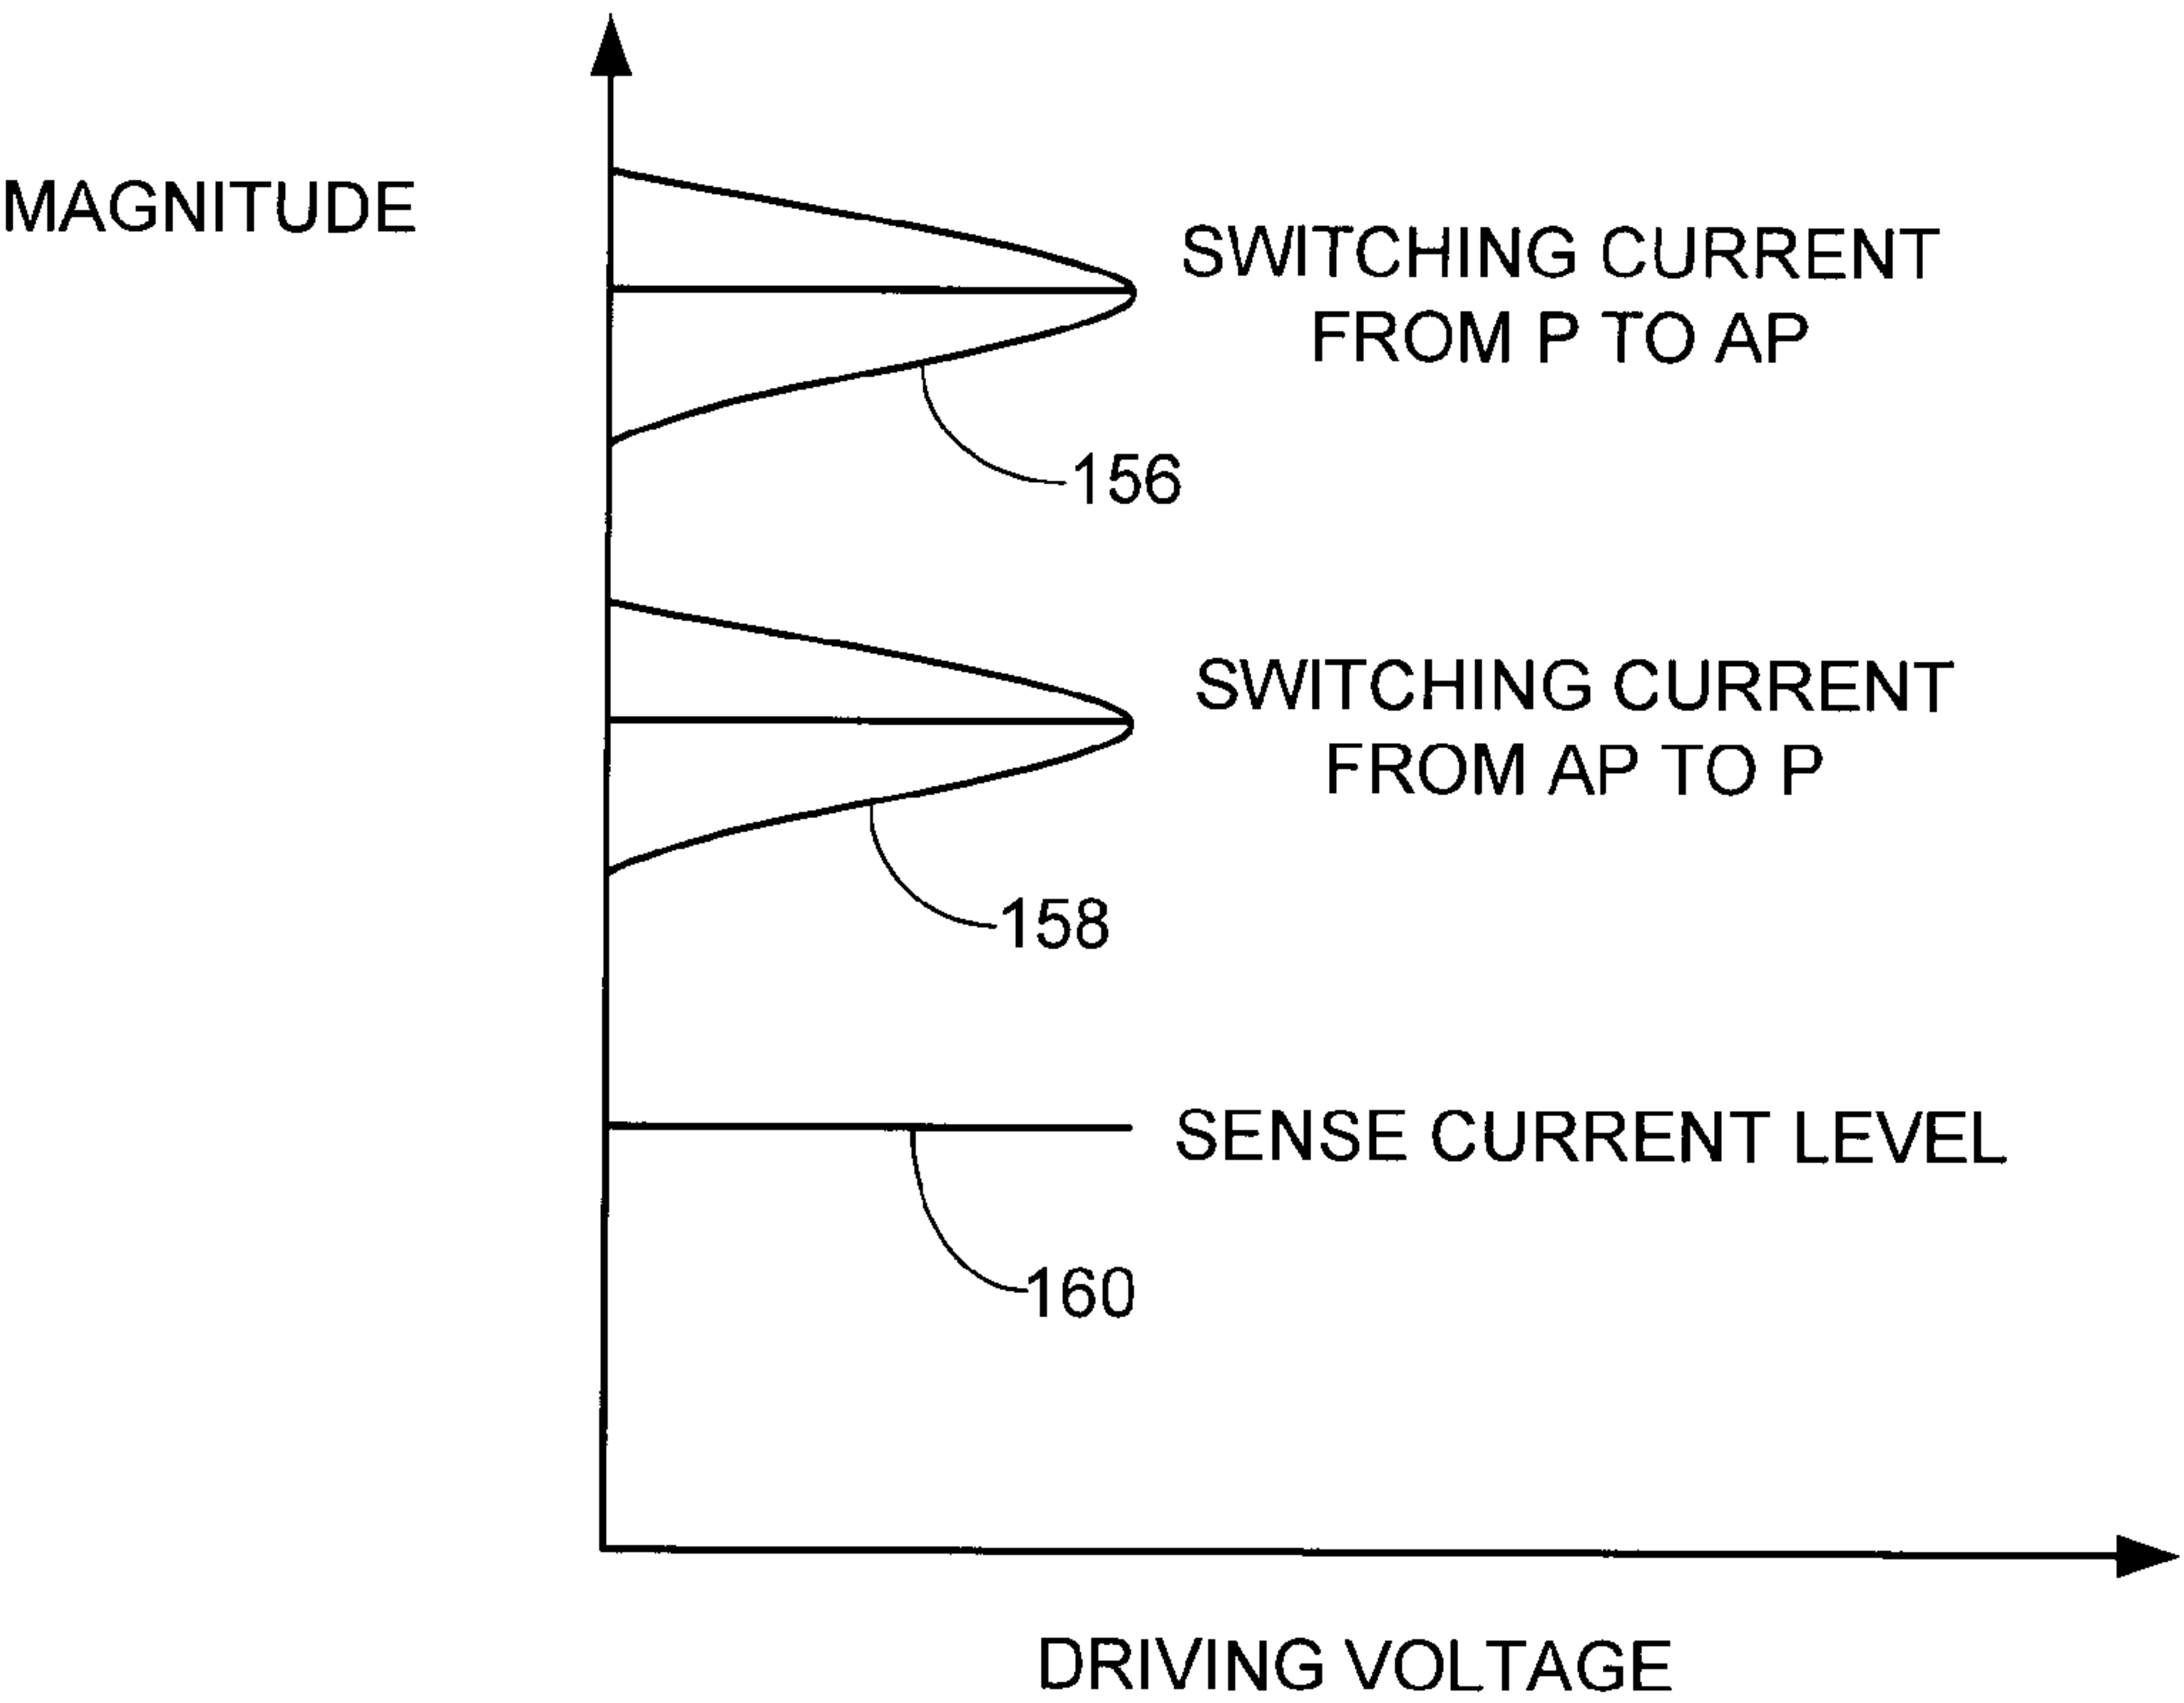 MAGNITUDE
SWITCHING CURRENT
FROM P TO AP
156
SWITCHING CURRENT
FROM AP TO P
158
SENSE CURRENT LEVEL
160
DRIVING VOLTAGE